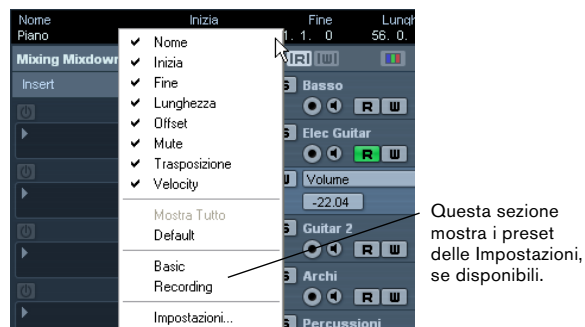 Nome Inizia Fine Lungh
Piano 1. 1. 0 56. 0.
Mixing Mixdown
Insert
✔ Nome
✔ Inizia
✔ Fine
✔ Lunghezza
✔ Offset
✔ Mute
✔ Trasposizione
✔ Velocity
Mostra Tutto
Default
Basic
Recording
Impostazioni...
R W
S Basso
R W
S Elec Guitar
R W
Volume
-22.04
S Guitar 2
R W
S Archi
R W
S Percussioni
Questa sezione
mostra i preset
delle Impostazioni,
se disponibili.